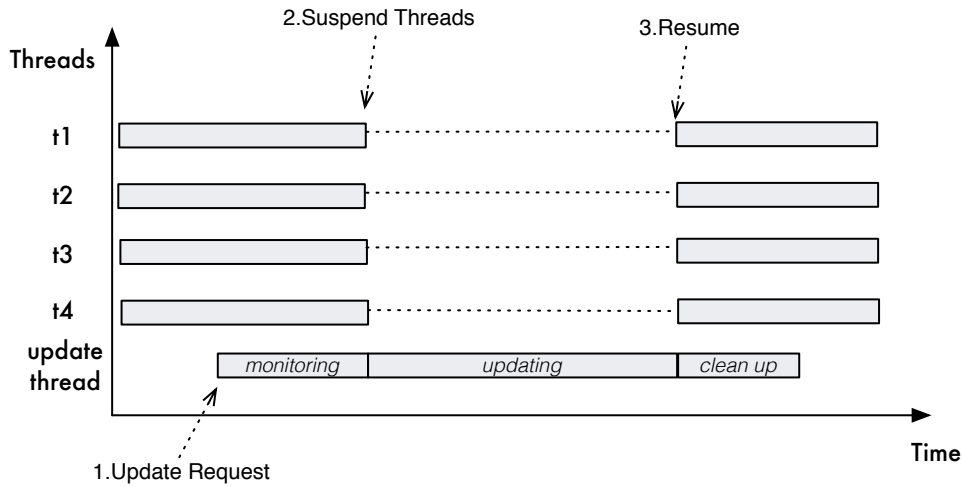 2.Suspend Threads
3.Resume
Threads
t1
t2
t3
t4
update
thread
monitoring
updating
clean up
Time
1.Update Request